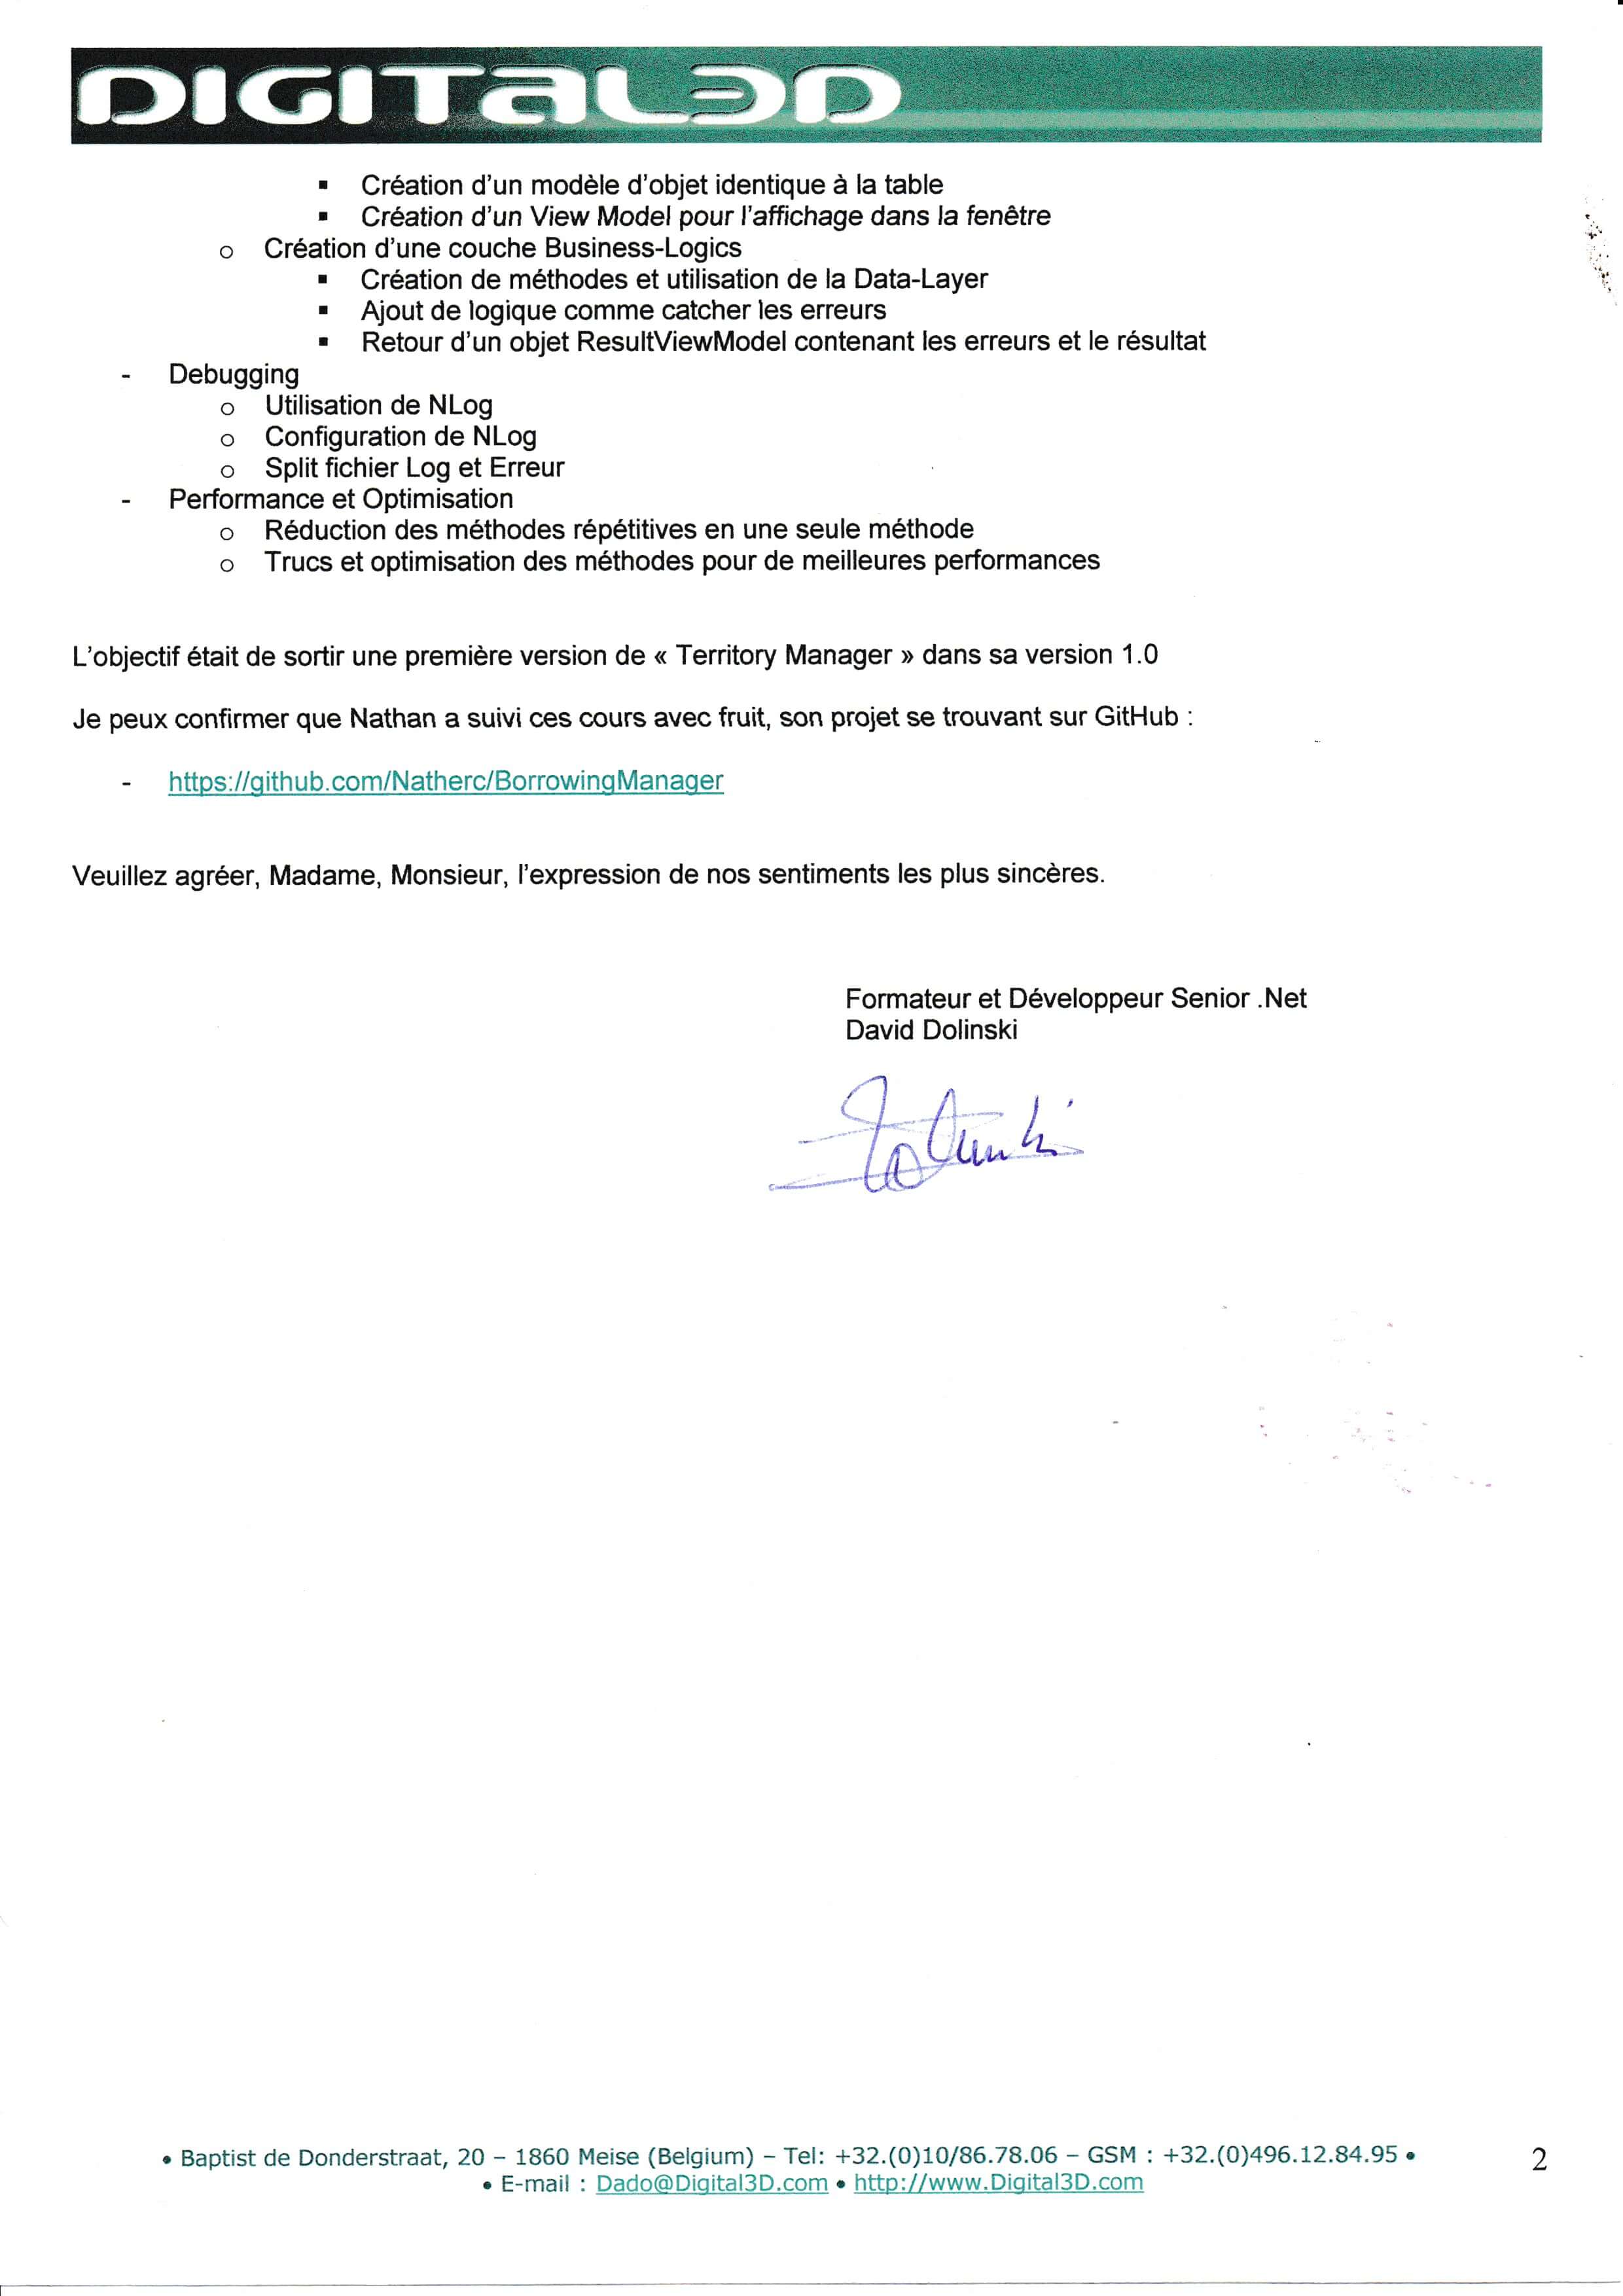 DIGITAL3D
▪ Création d'un modèle d'objet identique à la table
▪ Création d'un View Model pour l'affichage dans la fenêtre
o Création d'une couche Business-Logics
▪ Création de méthodes et utilisation de la Data-Layer
▪ Ajout de logique comme catcher les erreurs
▪ Retour d'un objet ResultViewModel contenant les erreurs et le résultat
- Debugging
o Utilisation de NLog
o Configuration de NLog
o Split fichier Log et Erreur
- Performance et Optimisation
o Réduction des méthodes répétitives en une seule méthode
o Trucs et optimisation des méthodes pour de meilleures performances
L'objectif était de sortir une première version de « Territory Manager » dans sa version 1.0
Je peux confirmer que Nathan a suivi ces cours avec fruit, son projet se trouvant sur GitHub :
- https://github.com/Natherc/BorrowingManager
Veuillez agréer, Madame, Monsieur, l'expression de nos sentiments les plus sincères.
Formateur et Développeur Senior .Net
David Dolinski
• Baptist de Donderstraat, 20 – 1860 Meise (Belgium) – Tel: +32.(0)10/86.78.06 – GSM : +32.(0)496.12.84.95 •
• E-mail : Dado@Digital3D.com • http://www.Digital3D.com
2